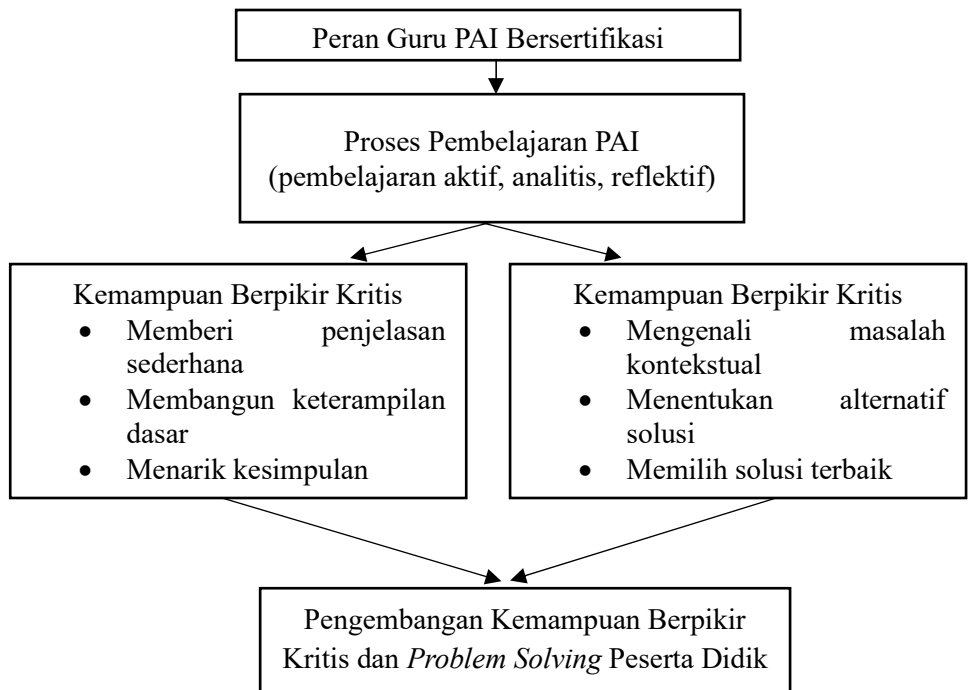 Peran Guru PAI Bersertifikasi
Proses Pembelajaran PAI
(pembelajaran aktif, analitis, reflektif)
Kemampuan Berpikir Kritis
• Memberi penjelasan
sederhana
• Membangun keterampilan
dasar
• Menarik kesimpulan
Kemampuan Berpikir Kritis
• Mengenali masalah
kontekstual
• Menentukan alternatif
solusi
• Memilih solusi terbaik
Pengembangan Kemampuan Berpikir
Kritis dan Problem Solving Peserta Didik